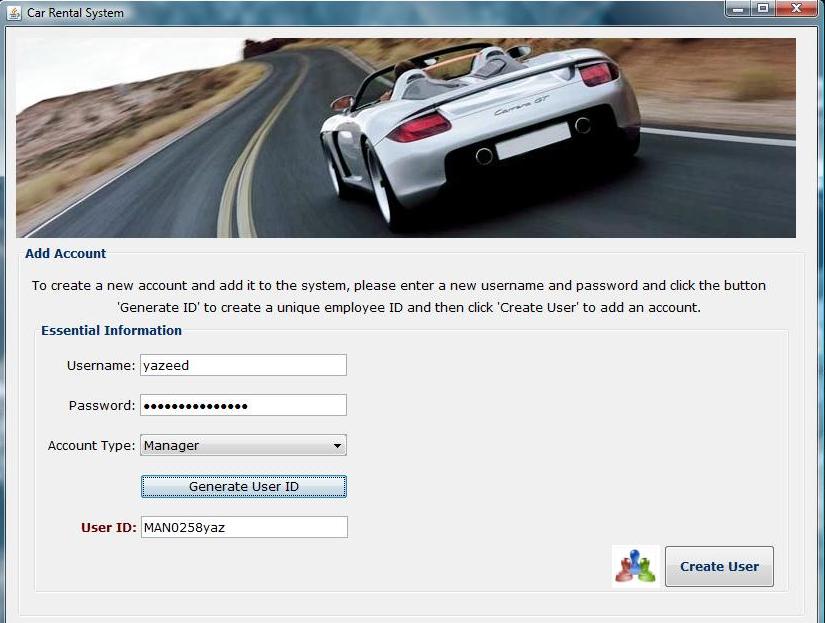 Car Rental System
Carrera GT
Add Account
To create a new account and add it to the system, please enter a new username and password and click the button
'Generate ID' to create a unique employee ID and then click 'Create User' to add an account.
Essential Information
Username: yazeed
Password: •••••••••••••••
Account Type: Manager
Generate User ID
User ID: MAN0258yaz
Create User